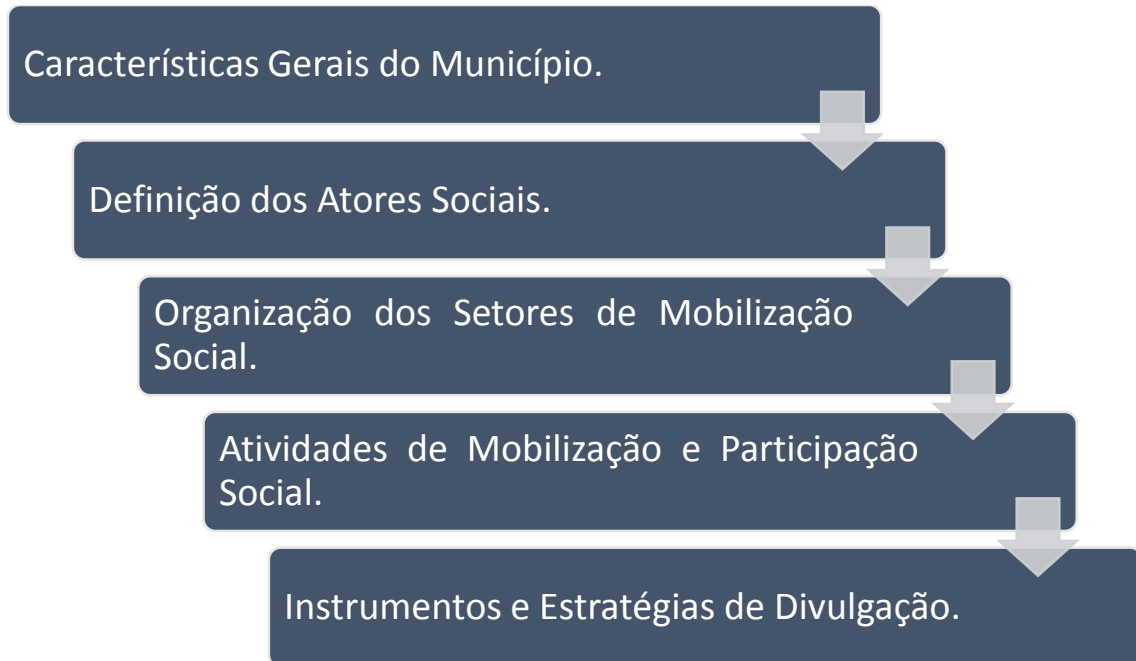 Características Gerais do Município.
Definição dos Atores Sociais.
Organização dos Setores de Mobilização
Social.
Atividades de Mobilização e Participação
Social.
Instrumentos e Estratégias de Divulgação.